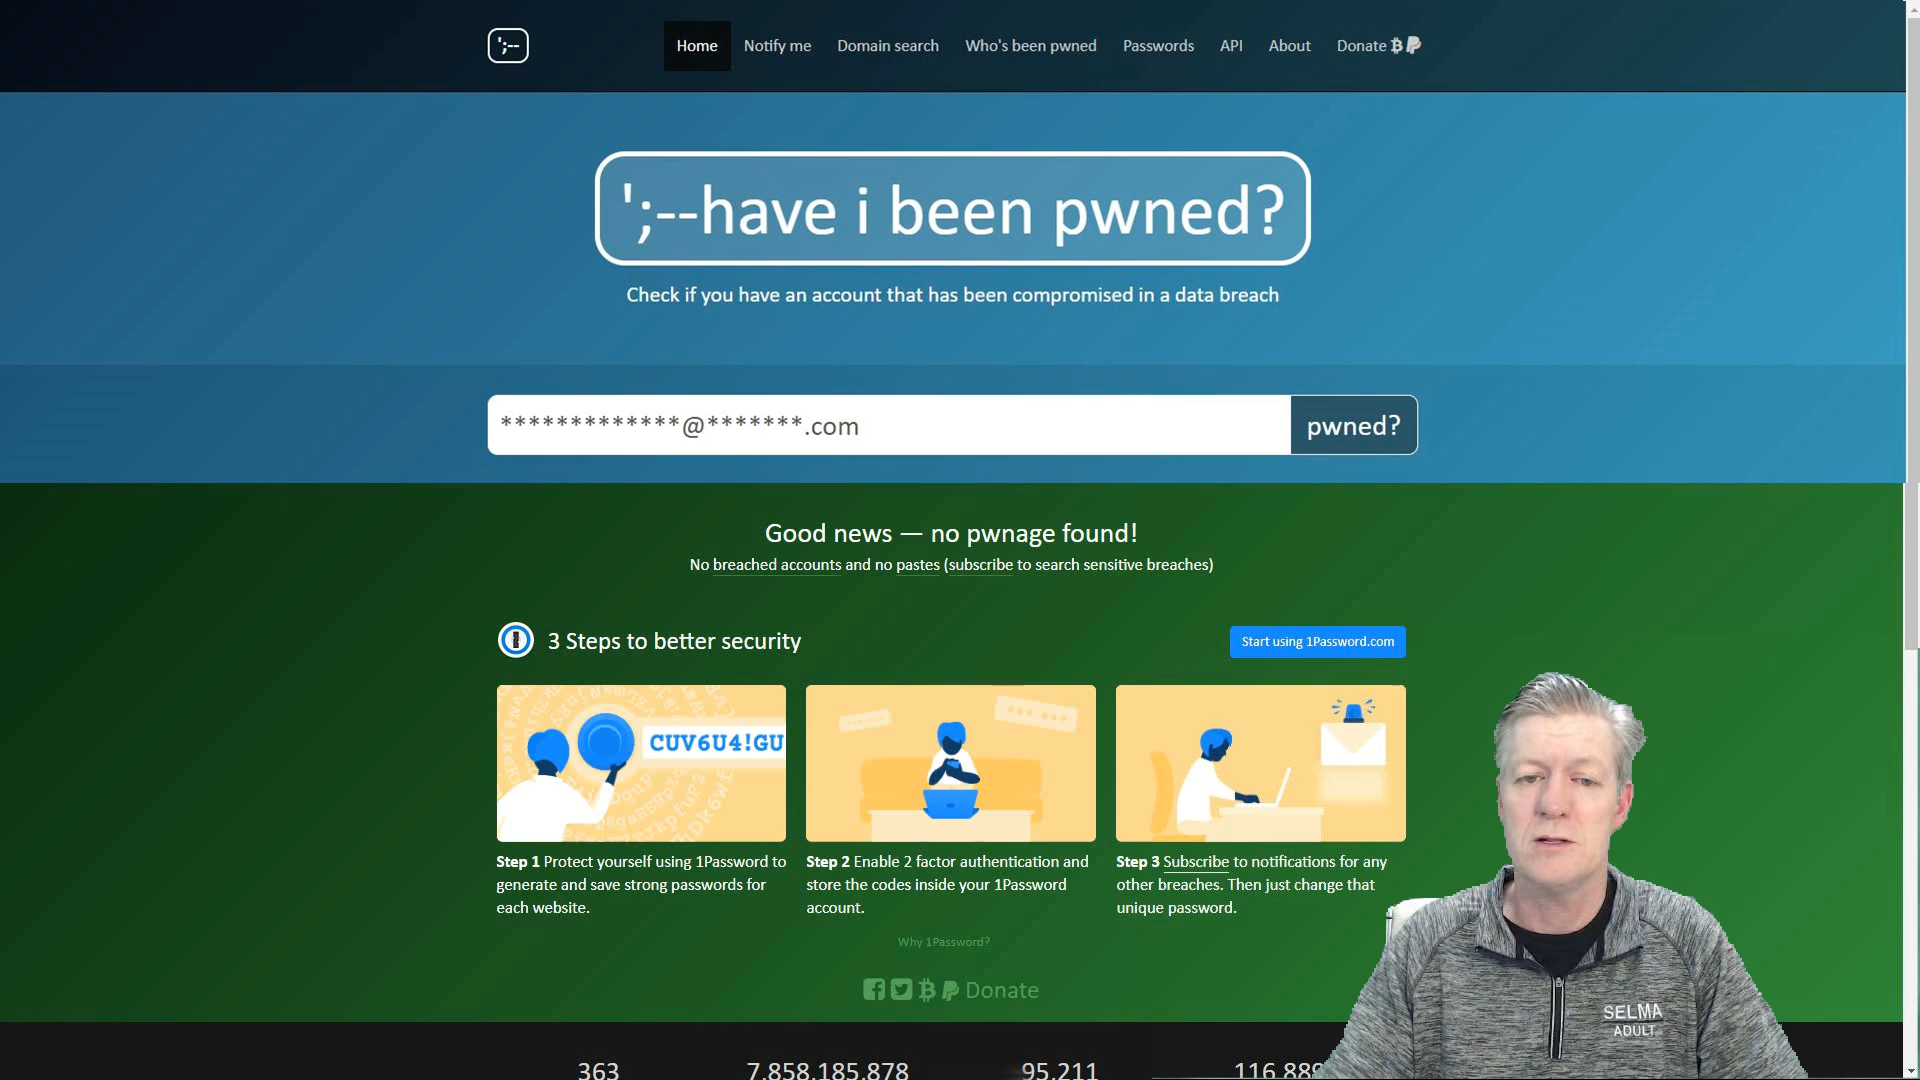 ';--
Home
Notify me
Domain search
Who's been pwned
Passwords
API
About
Donate
';--have i been pwned?
Check if you have an account that has been compromised in a data breach
*************@*******.com
pwned?
Good news — no pwnage found!
No breached accounts and no pastes (subscribe to search sensitive breaches)
3 Steps to better security
Start using 1Password.com
CUV6U4!GU
Step 1 Protect yourself using 1Password to
generate and save strong passwords for
each website.
Step 2 Enable 2 factor authentication and
store the codes inside your 1Password
account.
Step 3 Subscribe to notifications for any
other breaches. Then just change that
unique password.
Why 1Password?
Donate
363
7,858,185,878
95,211
SELMA
ADULT